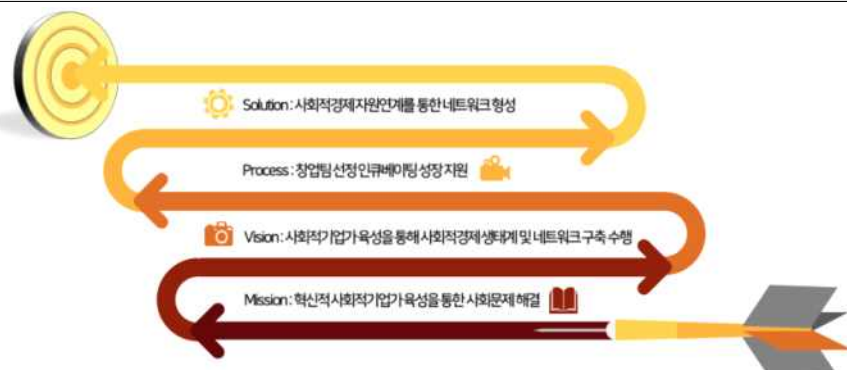 Solution : 사회적경제자원연계를 통한 네트워크 형성
Process : 창업팀 선정 인큐베이팅 성장 지원
Vision : 사회적기업가 육성을 통해 사회적경제 생태계 및 네트워크 구축 수행
Mission : 혁신적 사회적기업가 육성을 통한 사회문제 해결